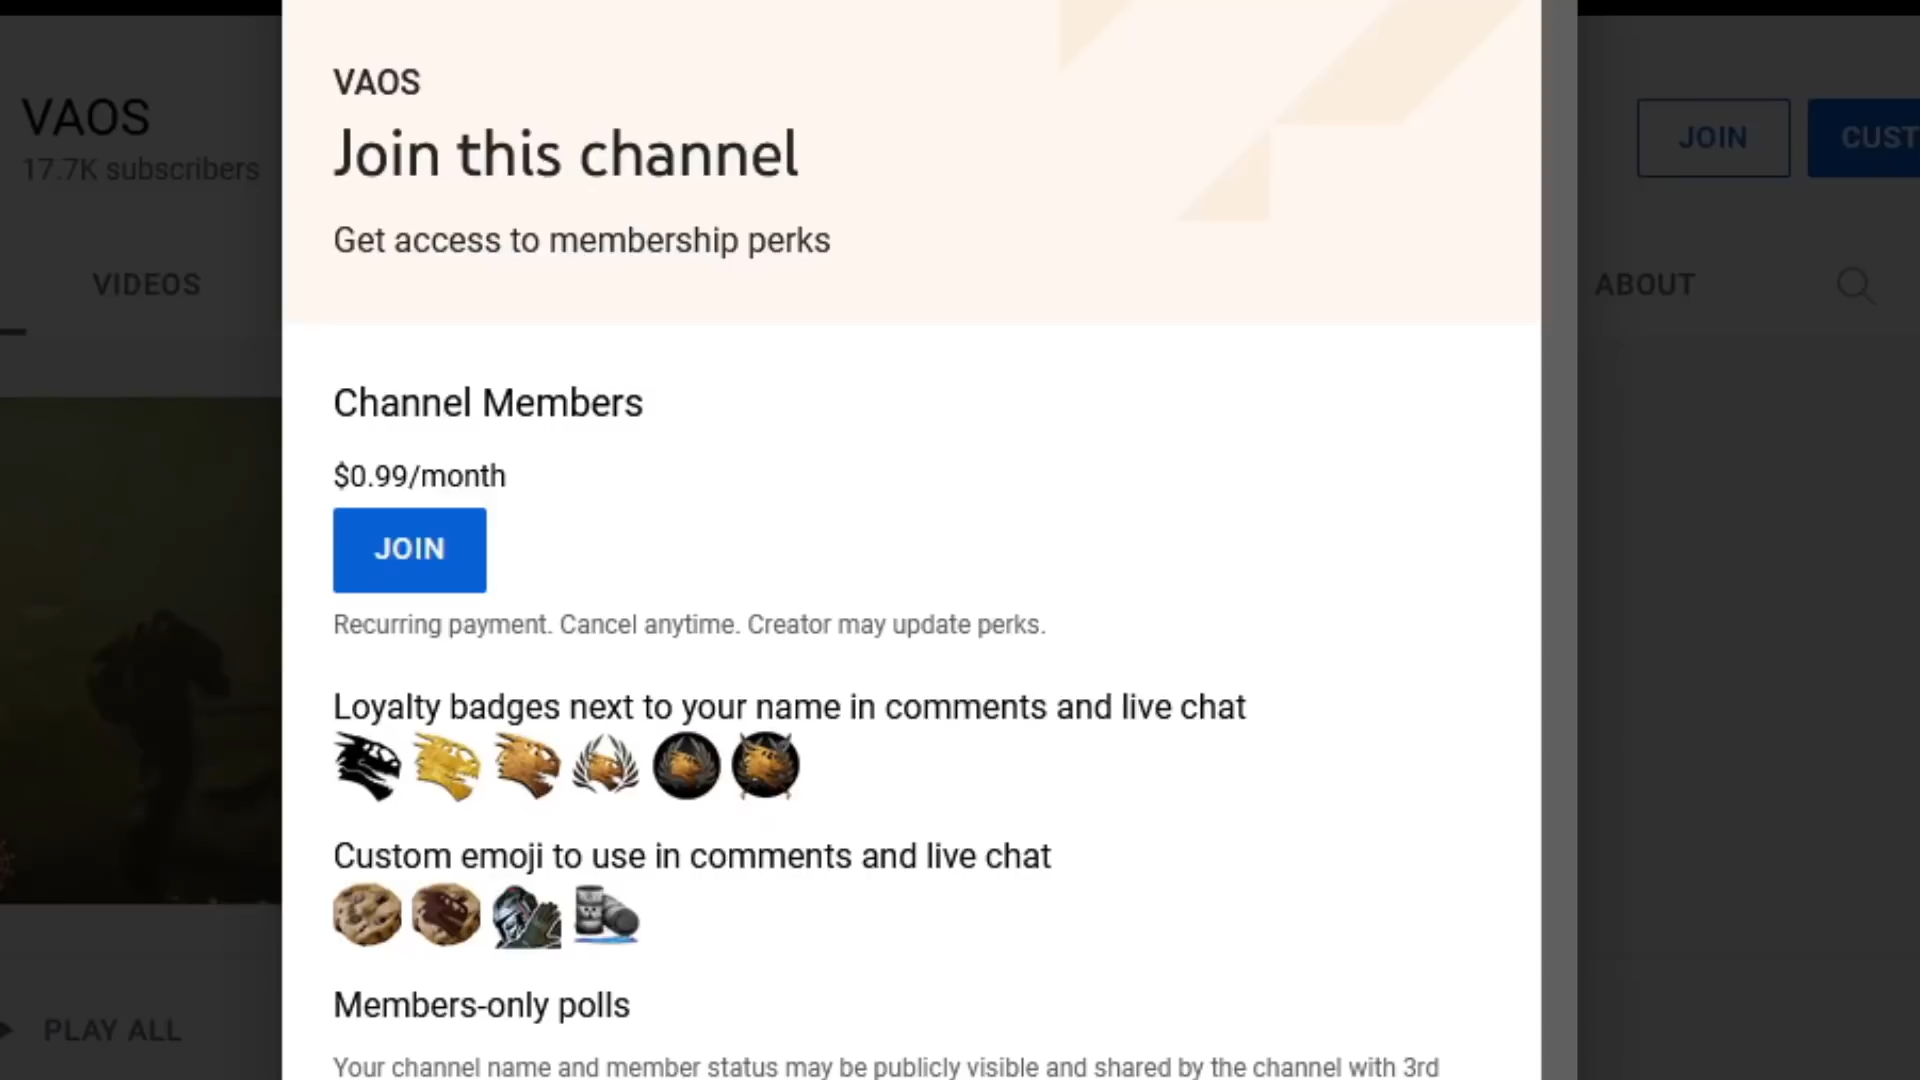 VAOS
Join this channel
Get access to membership perks
VAOS
17.7K subscribers
JOIN
CUST
VIDEOS
ABOUT
Channel Members
$0.99/month
JOIN
Recurring payment. Cancel anytime. Creator may update perks.
Loyalty badges next to your name in comments and live chat
Custom emoji to use in comments and live chat
Members-only polls
PLAY ALL
Your channel name and member status may be publicly visible and shared by the channel with 3rd